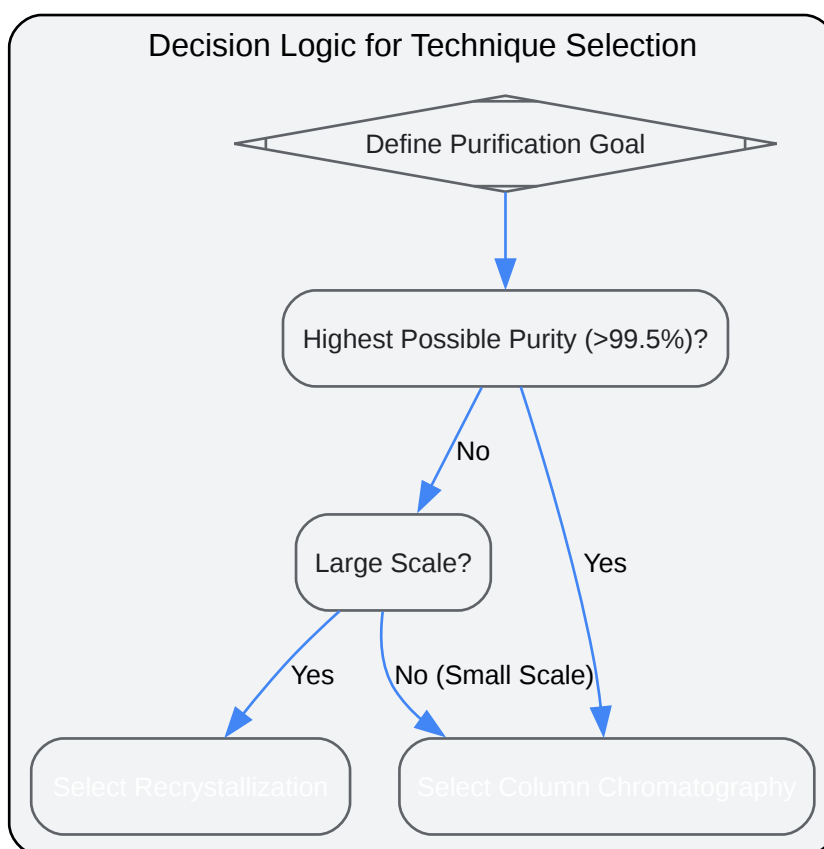 Decision Logic for Technique Selection
Define Purification Goal
Highest Possible Purity (>99.5%)?
No
Large Scale?
Yes
Yes
No (Small Scale)
Select Recrystallization
Select Column Chromatography